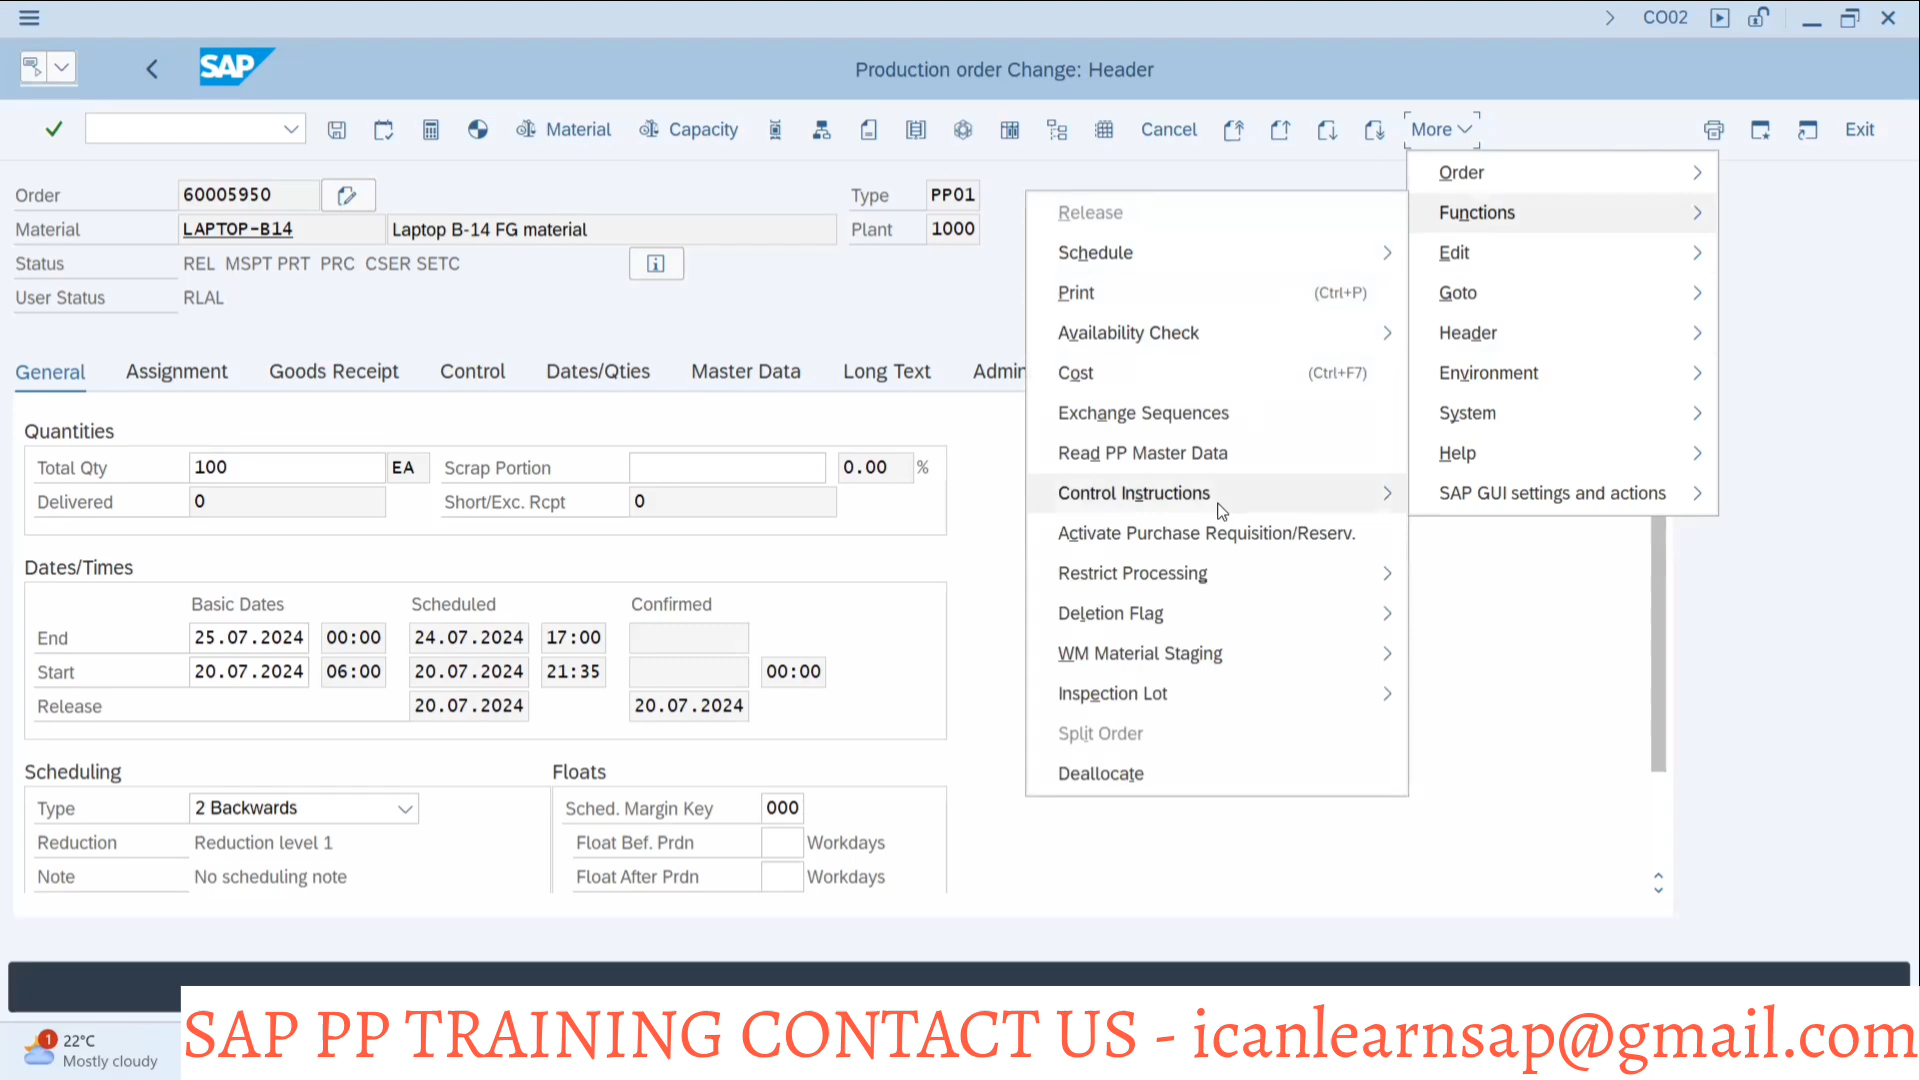 CO02
SAP
Production order Change: Header
Material Capacity Cancel More Exit
Order 60005950 Type PP01
Material LAPTOP-B14 Laptop B-14 FG material Plant 1000
Status REL MSPT PRT PRC CSER SETC
User Status RLAL
General Assignment Goods Receipt Control Dates/Qties Master Data Long Text Admin
Quantities
Total Qty 100 EA Scrap Portion 0.00 %
Delivered 0 Short/Exc. Rcpt 0
Dates/Times
Basic Dates Scheduled Confirmed
End 25.07.2024 00:00 24.07.2024 17:00
Start 20.07.2024 06:00 20.07.2024 21:35 00:00
Release 20.07.2024 20.07.2024
Scheduling Floats
Type 2 Backwards Sched. Margin Key 000
Reduction Reduction level 1 Float Bef. Prdn Workdays
Note No scheduling note Float After Prdn Workdays
Release
Schedule
Print (Ctrl+P)
Availability Check
Cost (Ctrl+F7)
Exchange Sequences
Read PP Master Data
Control Instructions
Activate Purchase Requisition/Reserv.
Restrict Processing
Deletion Flag
WM Material Staging
Inspection Lot
Split Order
Deallocate
Order
Functions
Edit
Goto
Header
Environment
System
Help
SAP GUI settings and actions
1 22°C
Mostly cloudy
SAP PP TRAINING CONTACT US - icanlearnsap@gmail.com